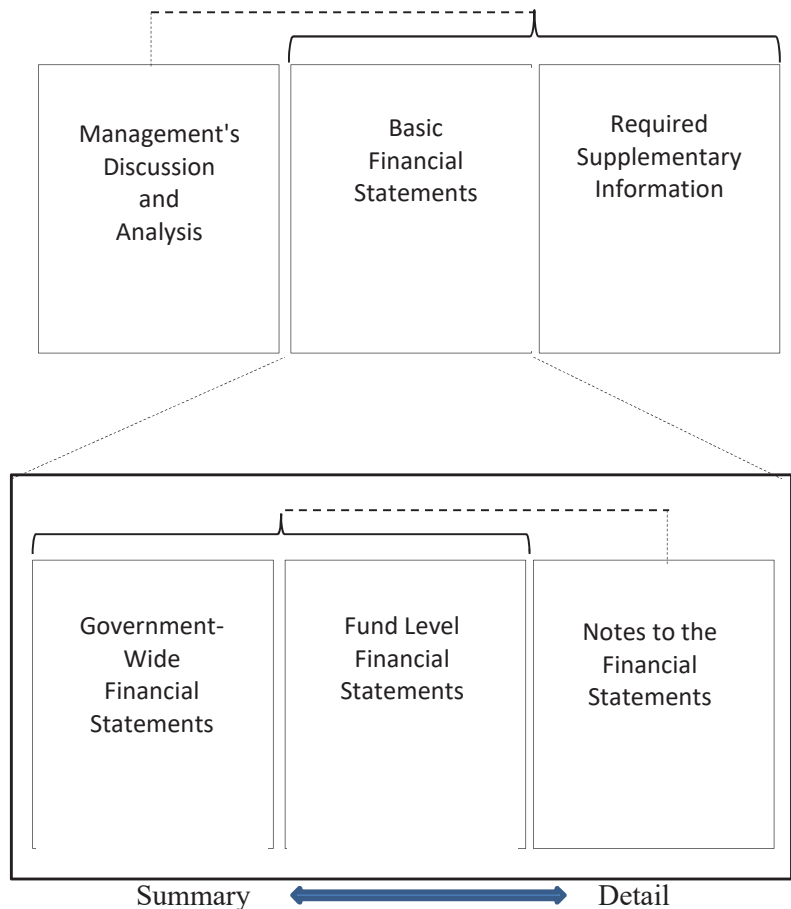 Management's
Discussion
and
Analysis
Basic
Financial
Statements
Required
Supplementary
Information
Government-
Wide
Financial
Statements
Fund Level
Financial
Statements
Notes to the
Financial
Statements
Summary
Detail